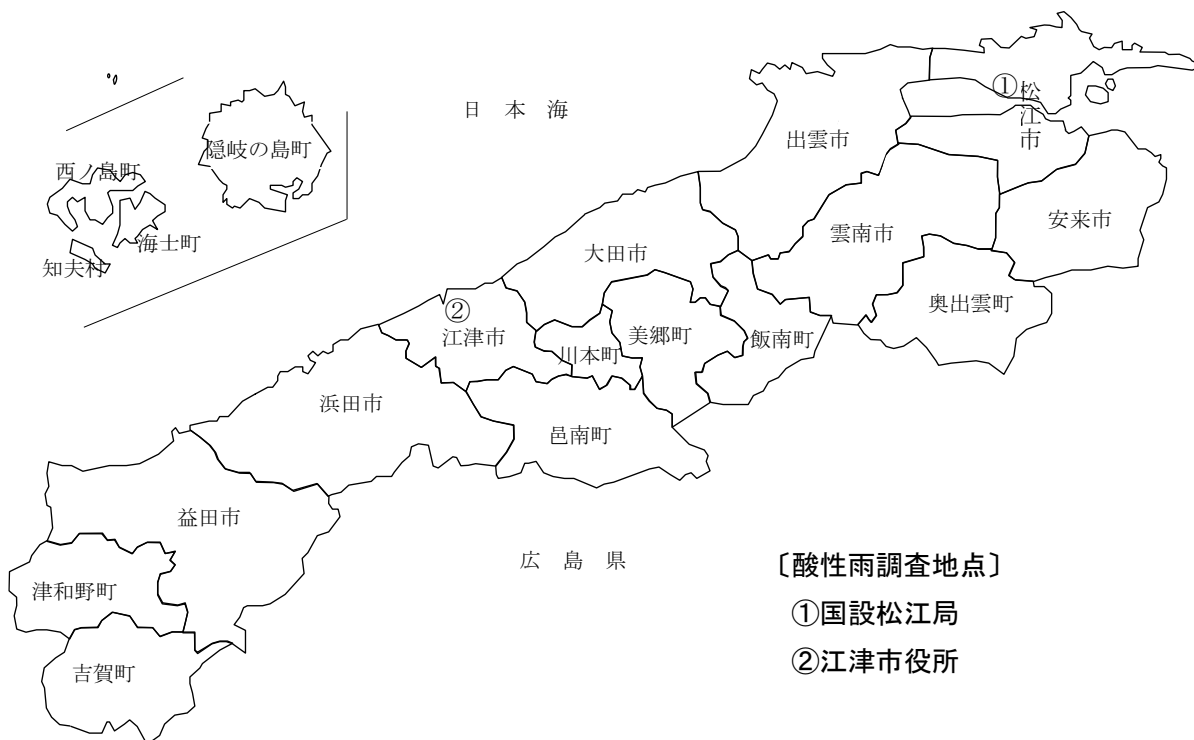 日本海
①
松江市
出雲市
隠岐の島町
西ノ島町
海士町
知夫村
安来市
雲南市
大田市
奥出雲町
②
江津市
川本町
美郷町
飯南町
浜田市
邑南町
益田市
広島県
津和野町
吉賀町
〔酸性雨調査地点〕
①国設松江局
②江津市役所